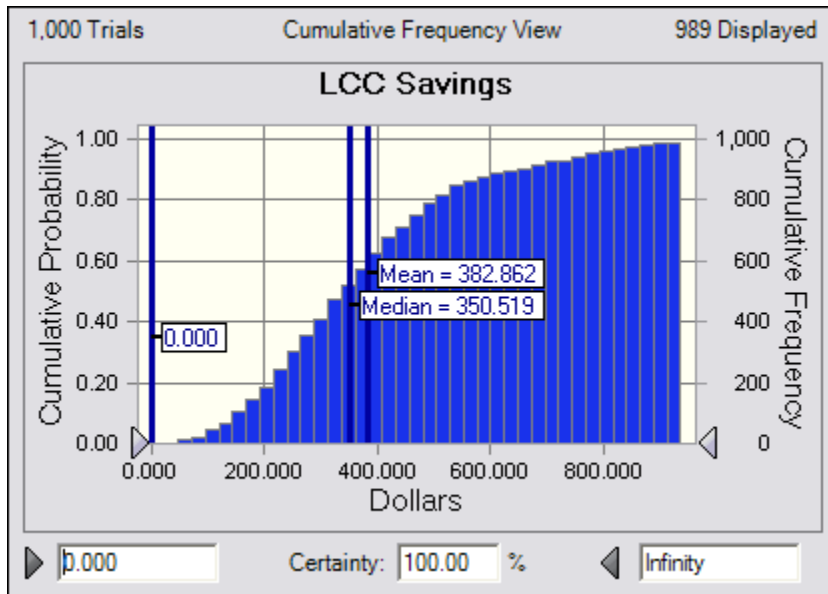 1,000 Trials Cumulative Frequency View 989 Displayed
LCC Savings
Cumulative Probability
1.00
0.80
0.60
0.40
0.20
0.00
1,000
800
600
400
200
0
Cumulative Frequency
Mean = 382.862
Median = 350.519
0.000
0.000 200.000 400.000 600.000 800.000
Dollars
0.000 Certainty: 100.00 % Infinity